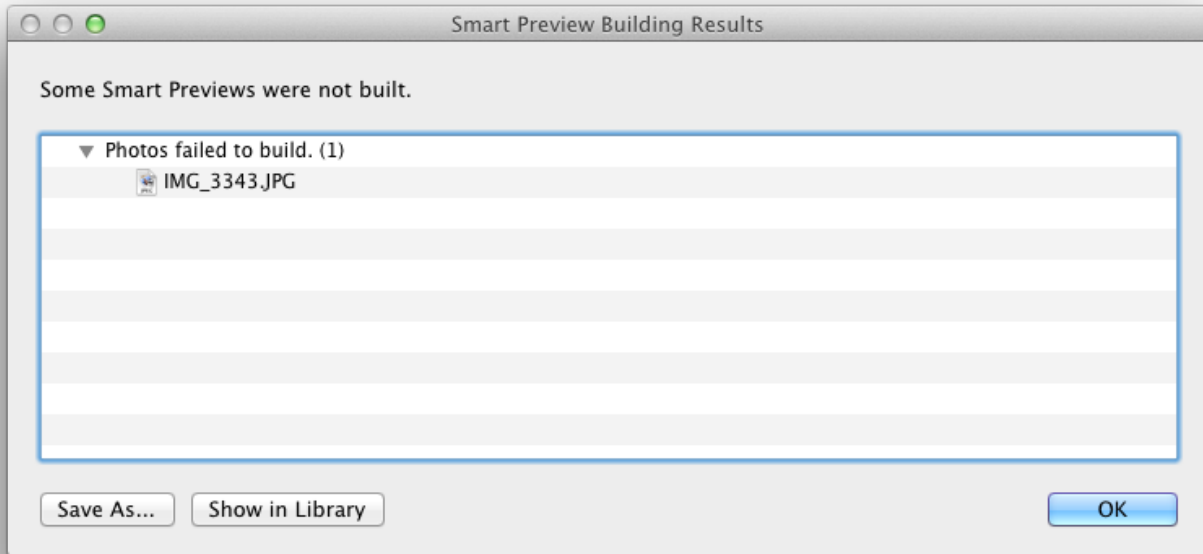 Smart Preview Building Results
Some Smart Previews were not built.
Photos failed to build. (1)
IMG_3343.JPG
Save As...
Show in Library
OK